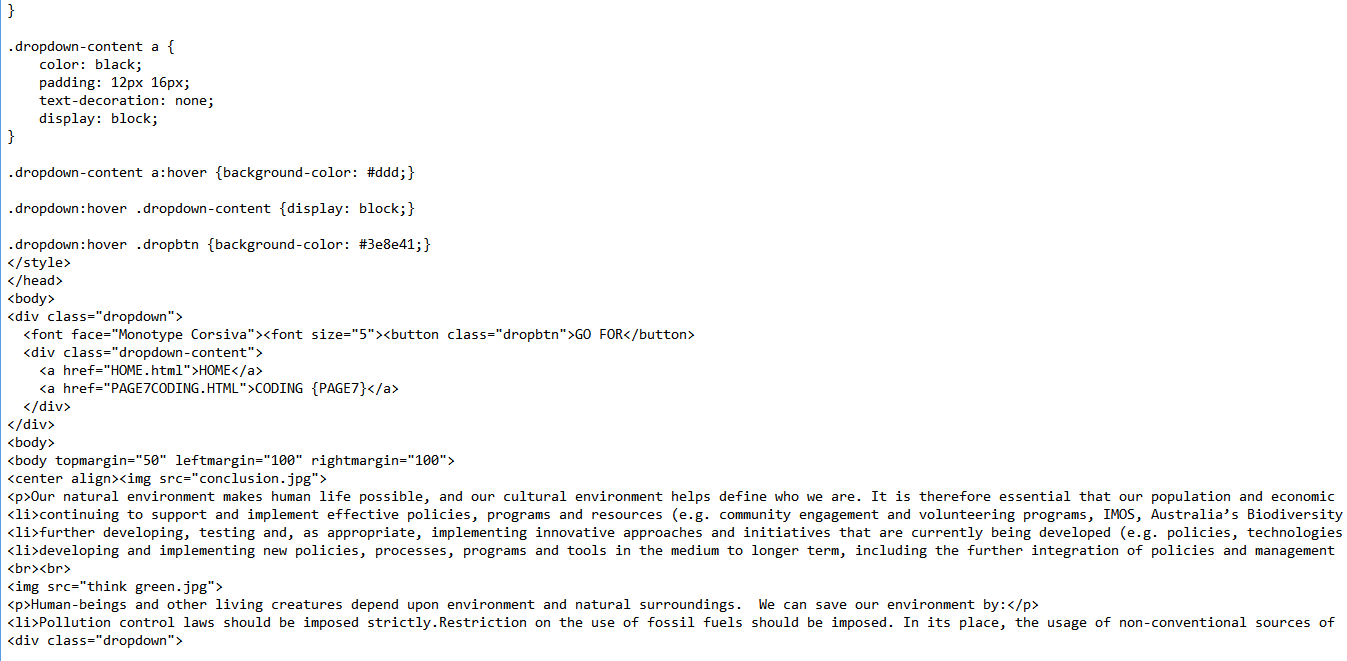 }
.dropdown-content a {
    color: black;
    padding: 12px 16px;
    text-decoration: none;
    display: block;
}
.dropdown-content a:hover {background-color: #ddd;}
.dropdown:hover .dropdown-content {display: block;}
.dropdown:hover .dropbtn {background-color: #3e8e41;}
</style>
</head>
<body>
<div class="dropdown">
  <font face="Monotype Corsiva"><font size="5"><button class="dropbtn">GO FOR</button>
  <div class="dropdown-content">
    <a href="HOME.html">HOME</a>
    <a href="PAGE7CODING.HTML">CODING {PAGE7}</a>
  </div>
</div>
<body>
<body topmargin="50" leftmargin="100" rightmargin="100">
<center align><img src="conclusion.jpg">
<p>Our natural environment makes human life possible, and our cultural environment helps define who we are. It is therefore essential that our population and economic
<li>continuing to support and implement effective policies, programs and resources (e.g. community engagement and volunteering programs, IMOS, Australia’s Biodiversity
<li>further developing, testing and, as appropriate, implementing innovative approaches and initiatives that are currently being developed (e.g. policies, technologies
<li>developing and implementing new policies, processes, programs and tools in the medium to longer term, including the further integration of policies and management
<br><br>
<img src="think green.jpg">
<p>Human-beings and other living creatures depend upon environment and natural surroundings.  We can save our environment by:</p>
<li>Pollution control laws should be imposed strictly.Restriction on the use of fossil fuels should be imposed. In its place, the usage of non-conventional sources of
<div class="dropdown">